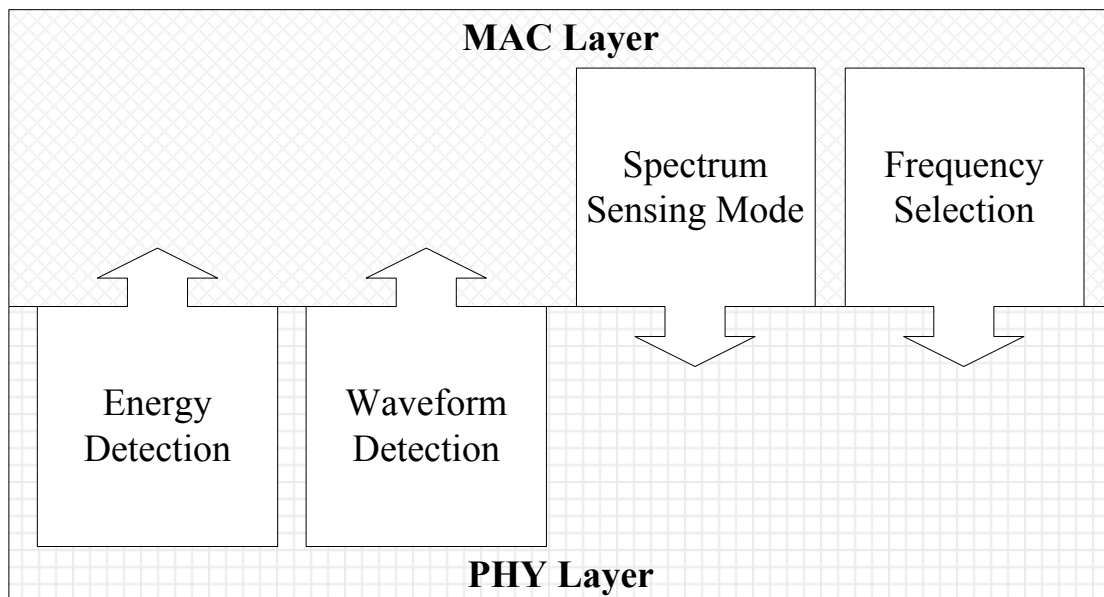 MAC Layer
Spectrum
Sensing Mode
Frequency
Selection
Energy
Detection
Waveform
Detection
PHY Layer